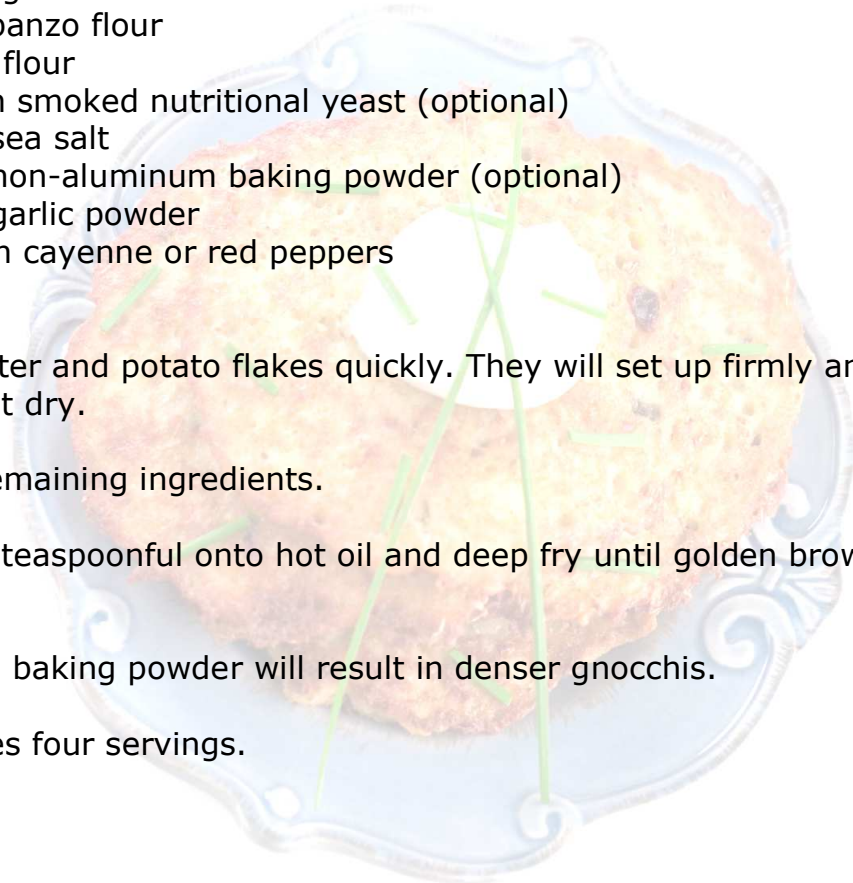 banzo flour
flour
smoked nutritional yeast (optional)
sea salt
non-aluminum baking powder (optional)
garlic powder
cayenne or red peppers
ter and potato flakes quickly. They will set up firmly an
t dry.
emaining ingredients.
teaspoonful onto hot oil and deep fry until golden brow
baking powder will result in denser gnocchis.
es four servings.